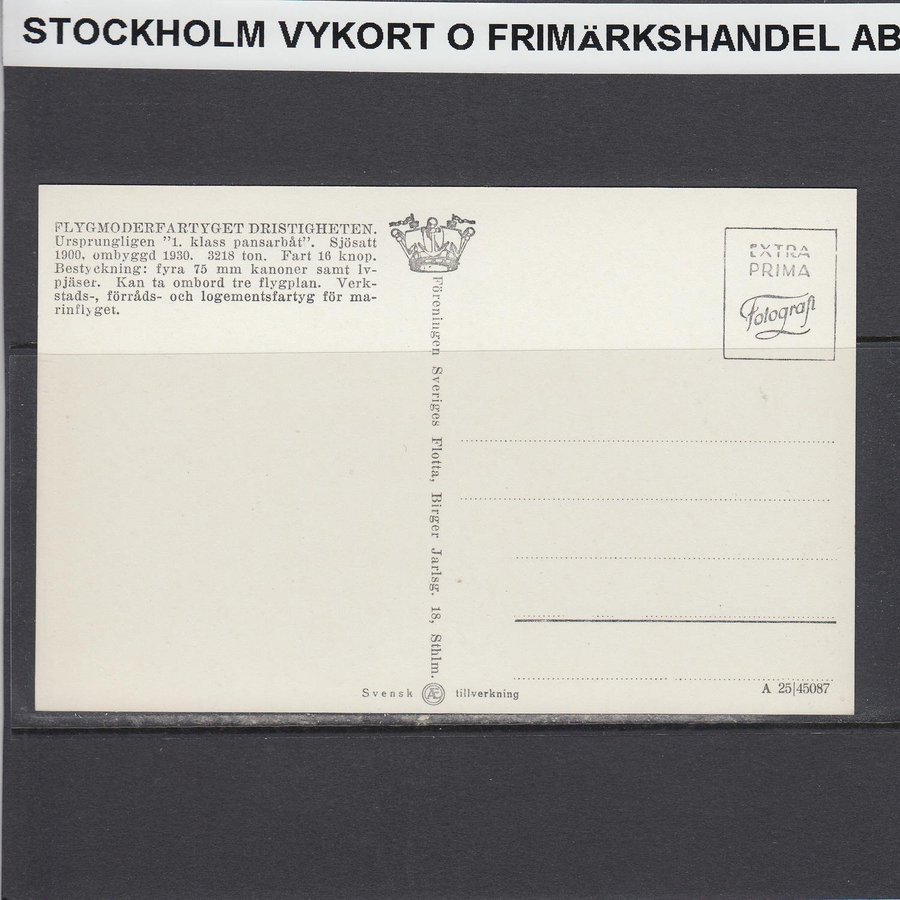 STOCKHOLM VYKORT O FRIMÄRKSHANDEL AB
FLYGMODERFARTYGET DRISTIGHETEN.
Ursprungligen "1. klass pansarbåt". Sjösatt
1900, ombyggd 1930. 3218 ton. Fart 16 knop.
Bestyckning: fyra 75 mm kanoner samt lv-
pjäser. Kan ta ombord tre flygplan. Verk-
stads-, förråds- och logementsfartyg för ma-
rinflyget.
EXTRA
PRIMA
Fotografi
Föreningen Sveriges Flotta, Birger Jarlsg. 18, Sthlm.
Svensk Æ tillverkning
A 25|45087